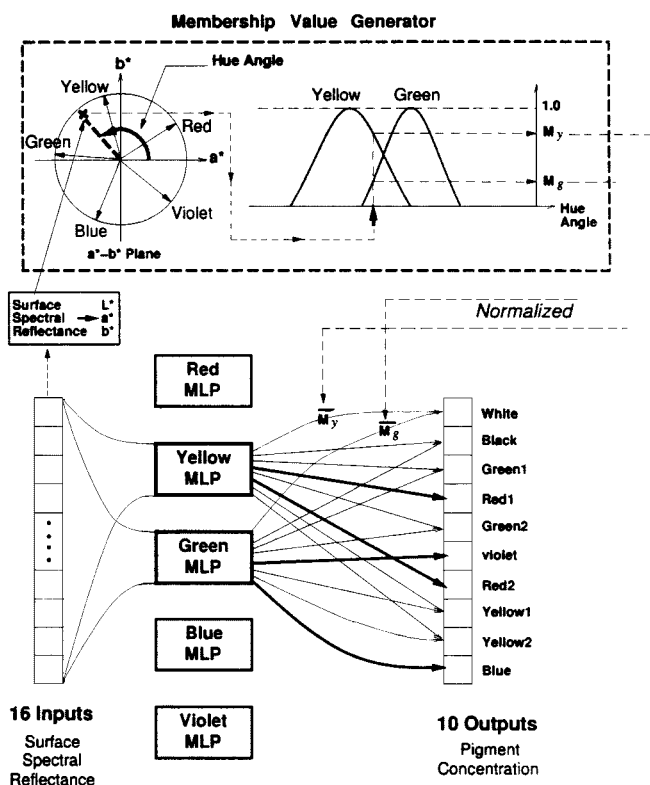 Membership Value Generator
b*
Hue Angle
Yellow
Red
Green
a*
Violet
Blue
a*–b* Plane
Yellow Green
1.0
M y
M g
Hue
Angle
Surface L*
Spectral a*
Reflectance b*
Normalized
Red
MLP
M y
M g
Yellow
MLP
Green
MLP
Blue
MLP
Violet
MLP
White
Black
Green1
Red1
Green2
violet
Red2
Yellow1
Yellow2
Blue
16 Inputs
Surface
Spectral
Reflectance
10 Outputs
Pigment
Concentration